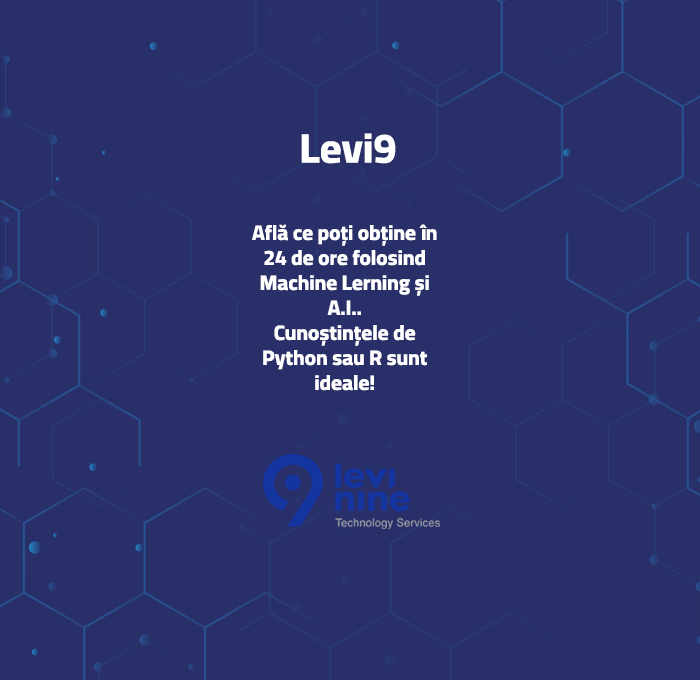 Levi9
Află ce poți obține în
24 de ore folosind
Machine Lerning și
A.I..
Cunoștințele de
Python sau R sunt
ideale!
levi
nine
Technology Services